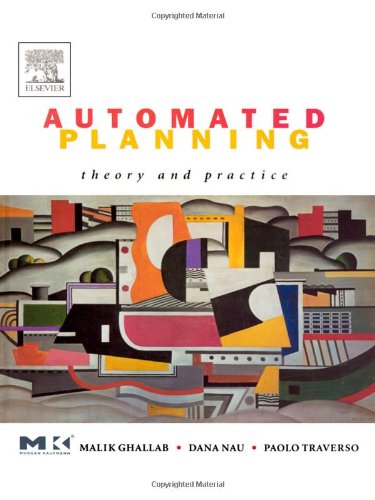 Copyrighted Material
ELSEVIER
AUTOMATED
PLANNING
theory and practice
MK
MORGAN KAUFMANN
MALIK GHALLAB • DANA NAU • PAOLO TRAVERSO
Copyrighted Material